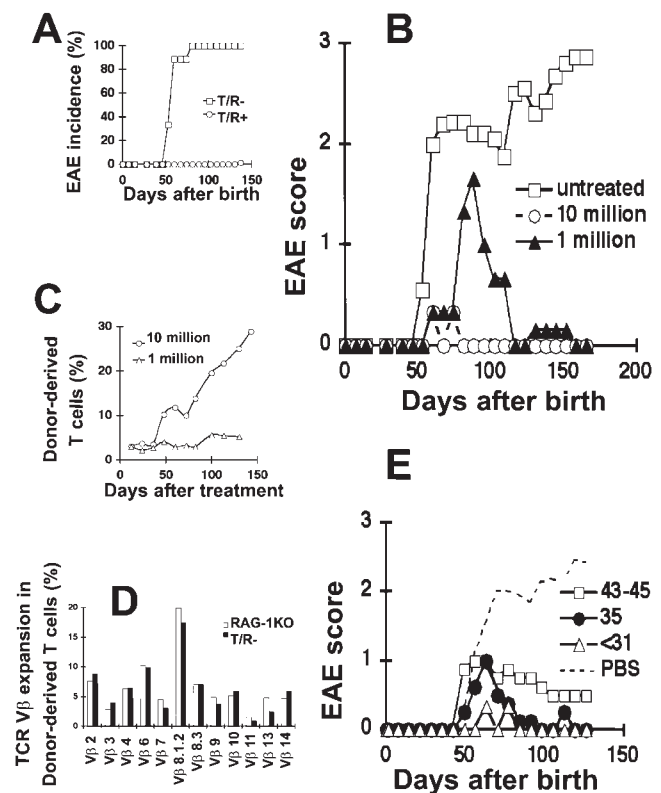 A
EAE incidence (%)
100
80
60
40
20
0
T/R-
T/R+
0 50 100 150
Days after birth
B
EAE score
3
2
1
0
untreated
10 million
1 million
0 50 100 150 200
Days after birth
C
Donor-derived
T cells (%)
30
20
10
0
10 million
1 million
0 50 100 150
Days after treatment
D
TCR Vβ expansion in
Donor-derived T cells (%)
20
15
10
5
0
RAG-1KO
T/R-
Vβ 2
Vβ 3
Vβ 4
Vβ 6
Vβ 7
Vβ 8.1.2
Vβ 8.3
Vβ 9
Vβ 10
Vβ 11
Vβ 13
Vβ 14
E
EAE score
3
2
1
0
43-45
35
<31
PBS
0 50 100 150
Days after birth